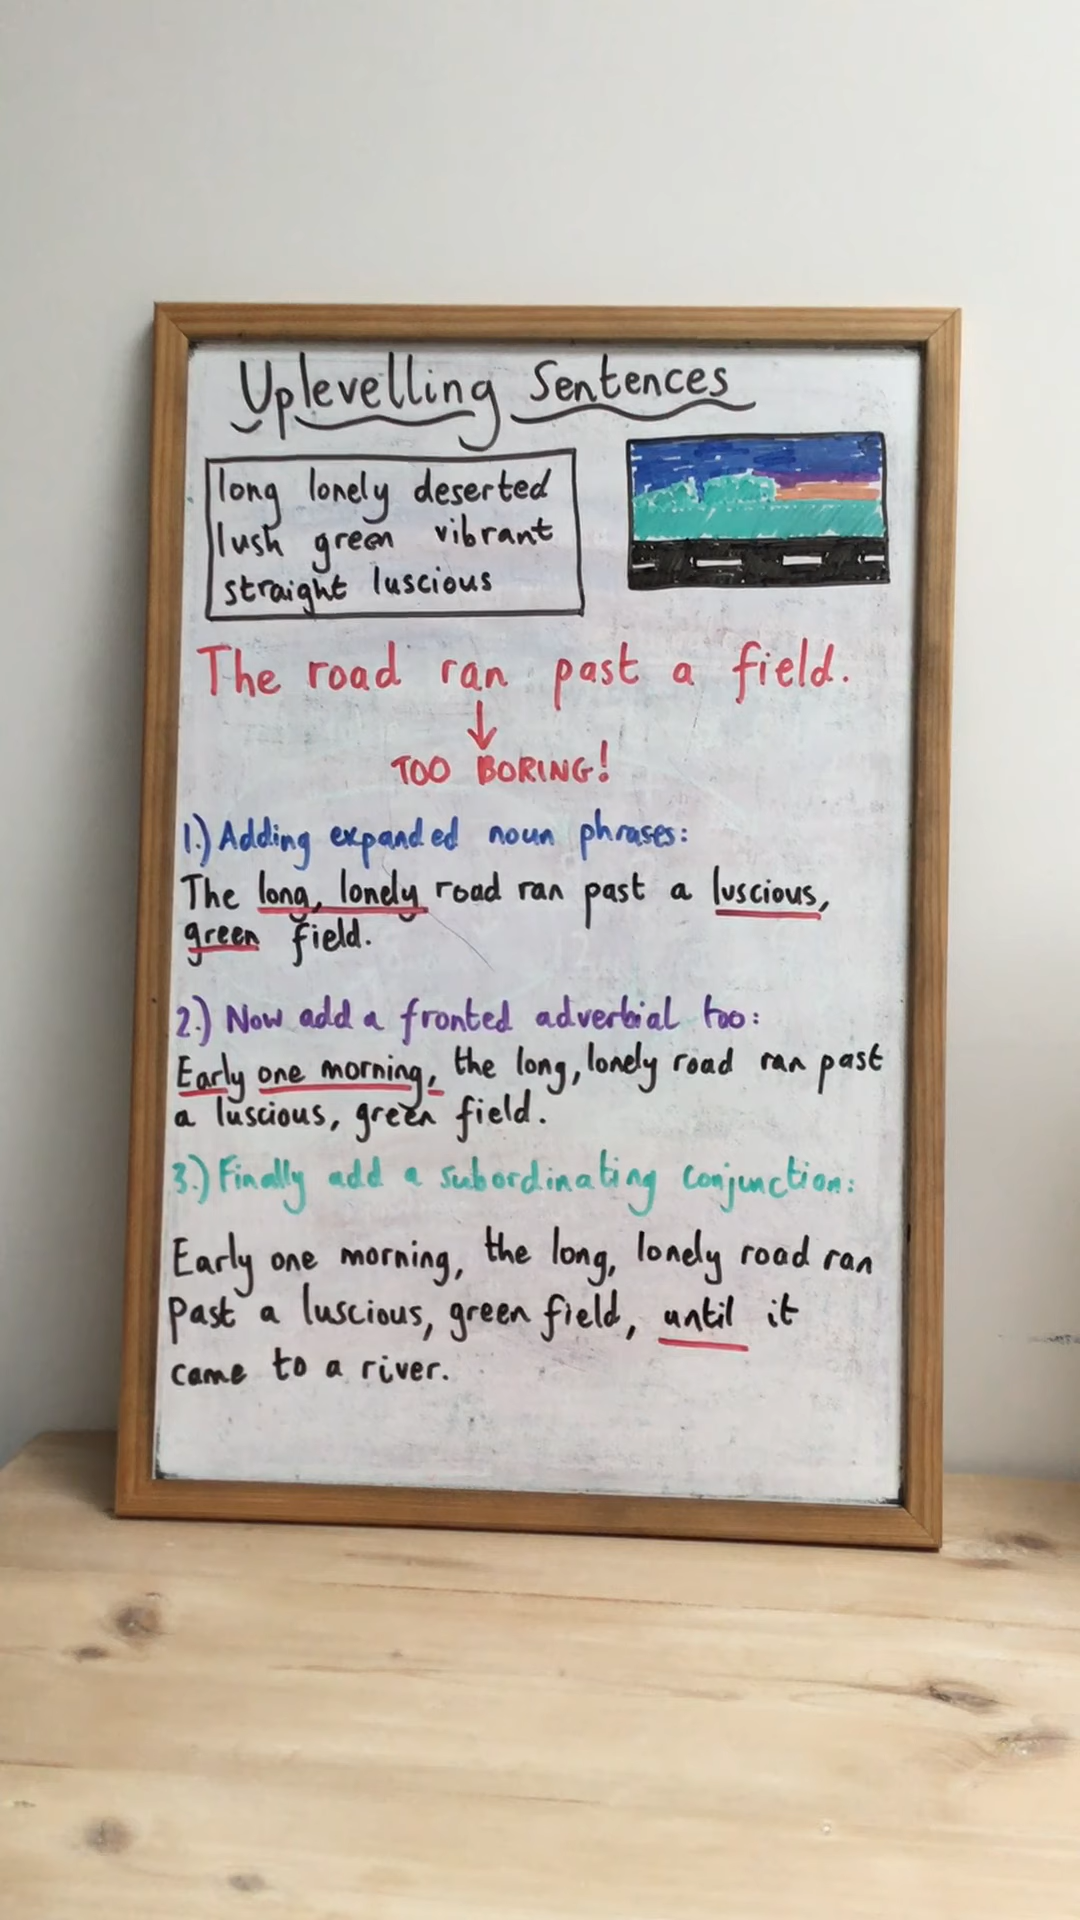 Uplevelling Sentences
long lonely deserted
lush green vibrant
straight luscious
The road ran past a field.
TOO BORING!
1.) Adding expanded noun phrases:
The long, lonely road ran past a luscious,
green field.
2.) Now add a fronted adverbial too:
Early one morning, the long, lonely road ran past
a luscious, green field.
3.) Finally add a subordinating conjunction:
Early one morning, the long, lonely road ran
past a luscious, green field, until it
came to a river.